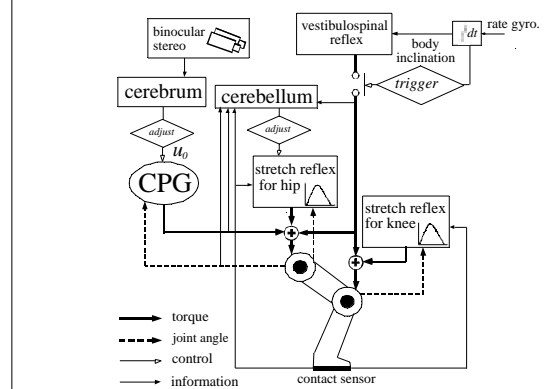 binocular
stereo
vestibulospinal
reflex
dt
rate gyro.
body
inclination
trigger
cerebrum
cerebellum
adjust
adjust
u0
CPG
stretch reflex
for hip
stretch reflex
for knee
+
+
torque
joint angle
control
information
contact sensor